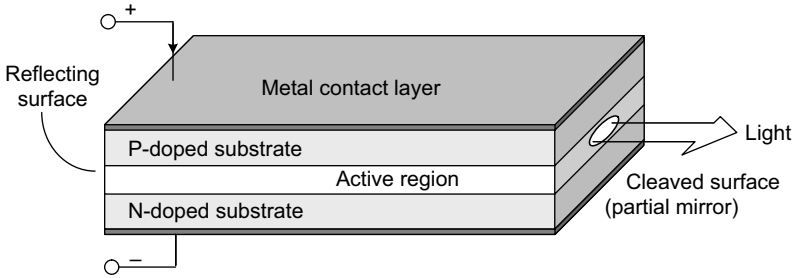 +
Reflecting
surface
Metal contact layer
P-doped substrate
Active region
N-doped substrate
Light
Cleaved surface
(partial mirror)
–